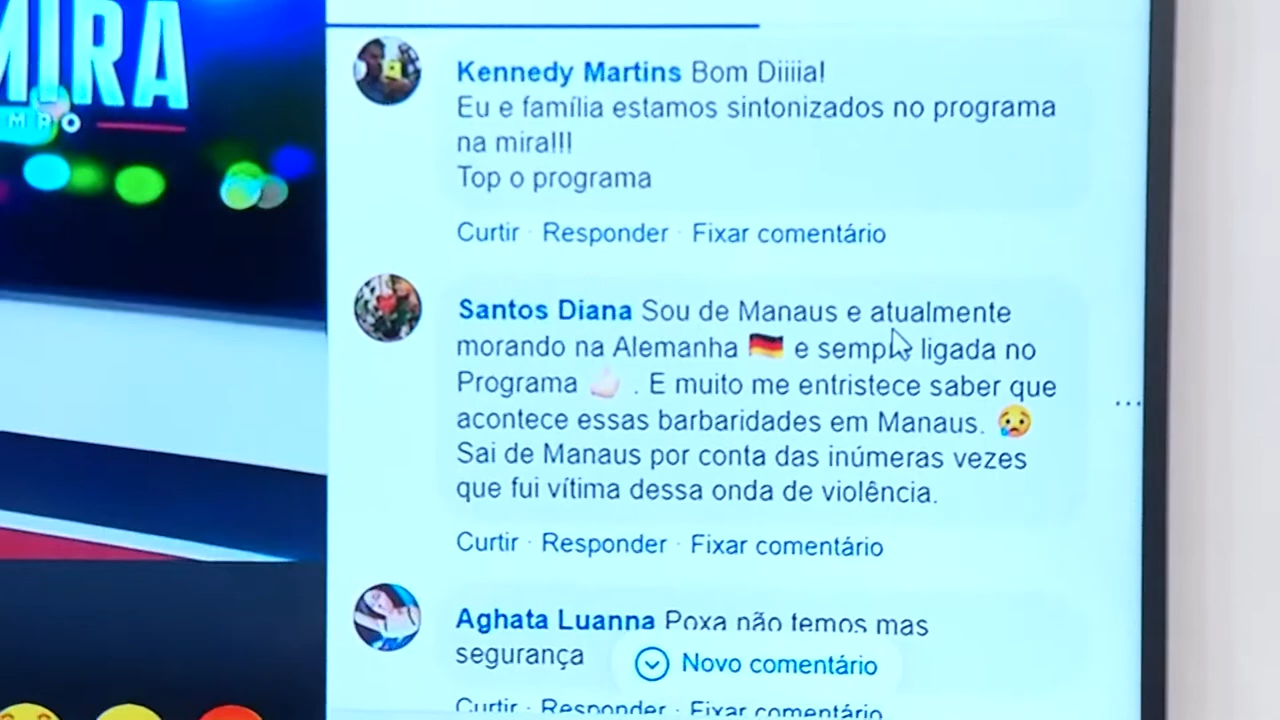 MIRA
Kennedy Martins Bom Diiiia!
Eu e família estamos sintonizados no programa
na mira!!!
Top o programa
Curtir · Responder · Fixar comentário
Santos Diana Sou de Manaus e atualmente
morando na Alemanha 🇩🇪 e sempre ligada no
Programa 👍🏻 . E muito me entristece saber que
acontece essas barbaridades em Manaus. 😢
Sai de Manaus por conta das inúmeras vezes
que fui vítima dessa onda de violência.
Curtir · Responder · Fixar comentário
Aghata Luanna Poxa não temos mas
segurança
Novo comentário
Curtir · Responder · Fixar comentário